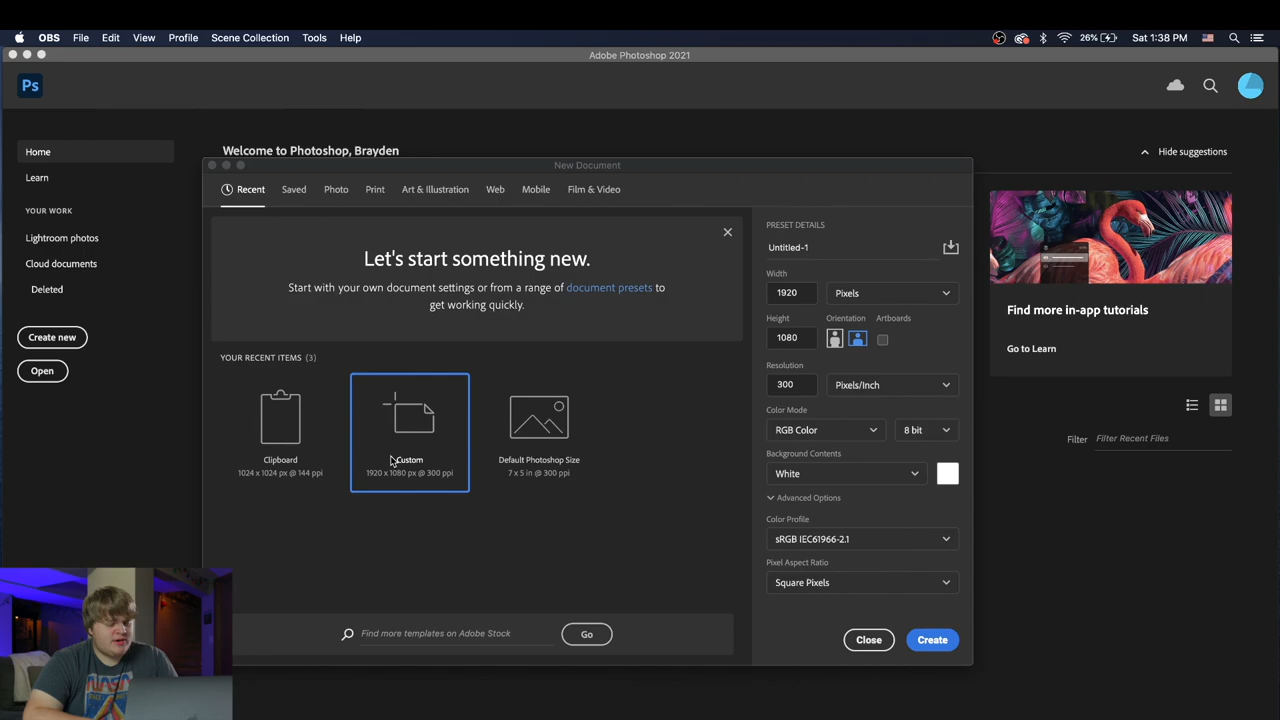 OBS File Edit View Profile Scene Collection Tools Help 26% Sat 1:38 PM
Adobe Photoshop 2021
Ps
Home
Learn
YOUR WORK
Lightroom photos
Cloud documents
Deleted
Create new
Open
Welcome to Photoshop, Brayden
Hide suggestions
New Document
Recent Saved Photo Print Art & Illustration Web Mobile Film & Video
Let's start something new.
Start with your own document settings or from a range of document presets to
get working quickly.
YOUR RECENT ITEMS (3)
Clipboard
1024 x 1024 px @ 144 ppi
Custom
1920 x 1080 px @ 300 ppi
Default Photoshop Size
7 x 5 in @ 300 ppi
Find more templates on Adobe Stock
Go
PRESET DETAILS
Untitled-1
Width
1920 Pixels
Height Orientation Artboards
1080
Resolution
300 Pixels/Inch
Color Mode
RGB Color 8 bit
Background Contents
White
Advanced Options
Color Profile
sRGB IEC61966-2.1
Pixel Aspect Ratio
Square Pixels
Close Create
Find more in-app tutorials
Go to Learn
Filter Filter Recent Files
NASA